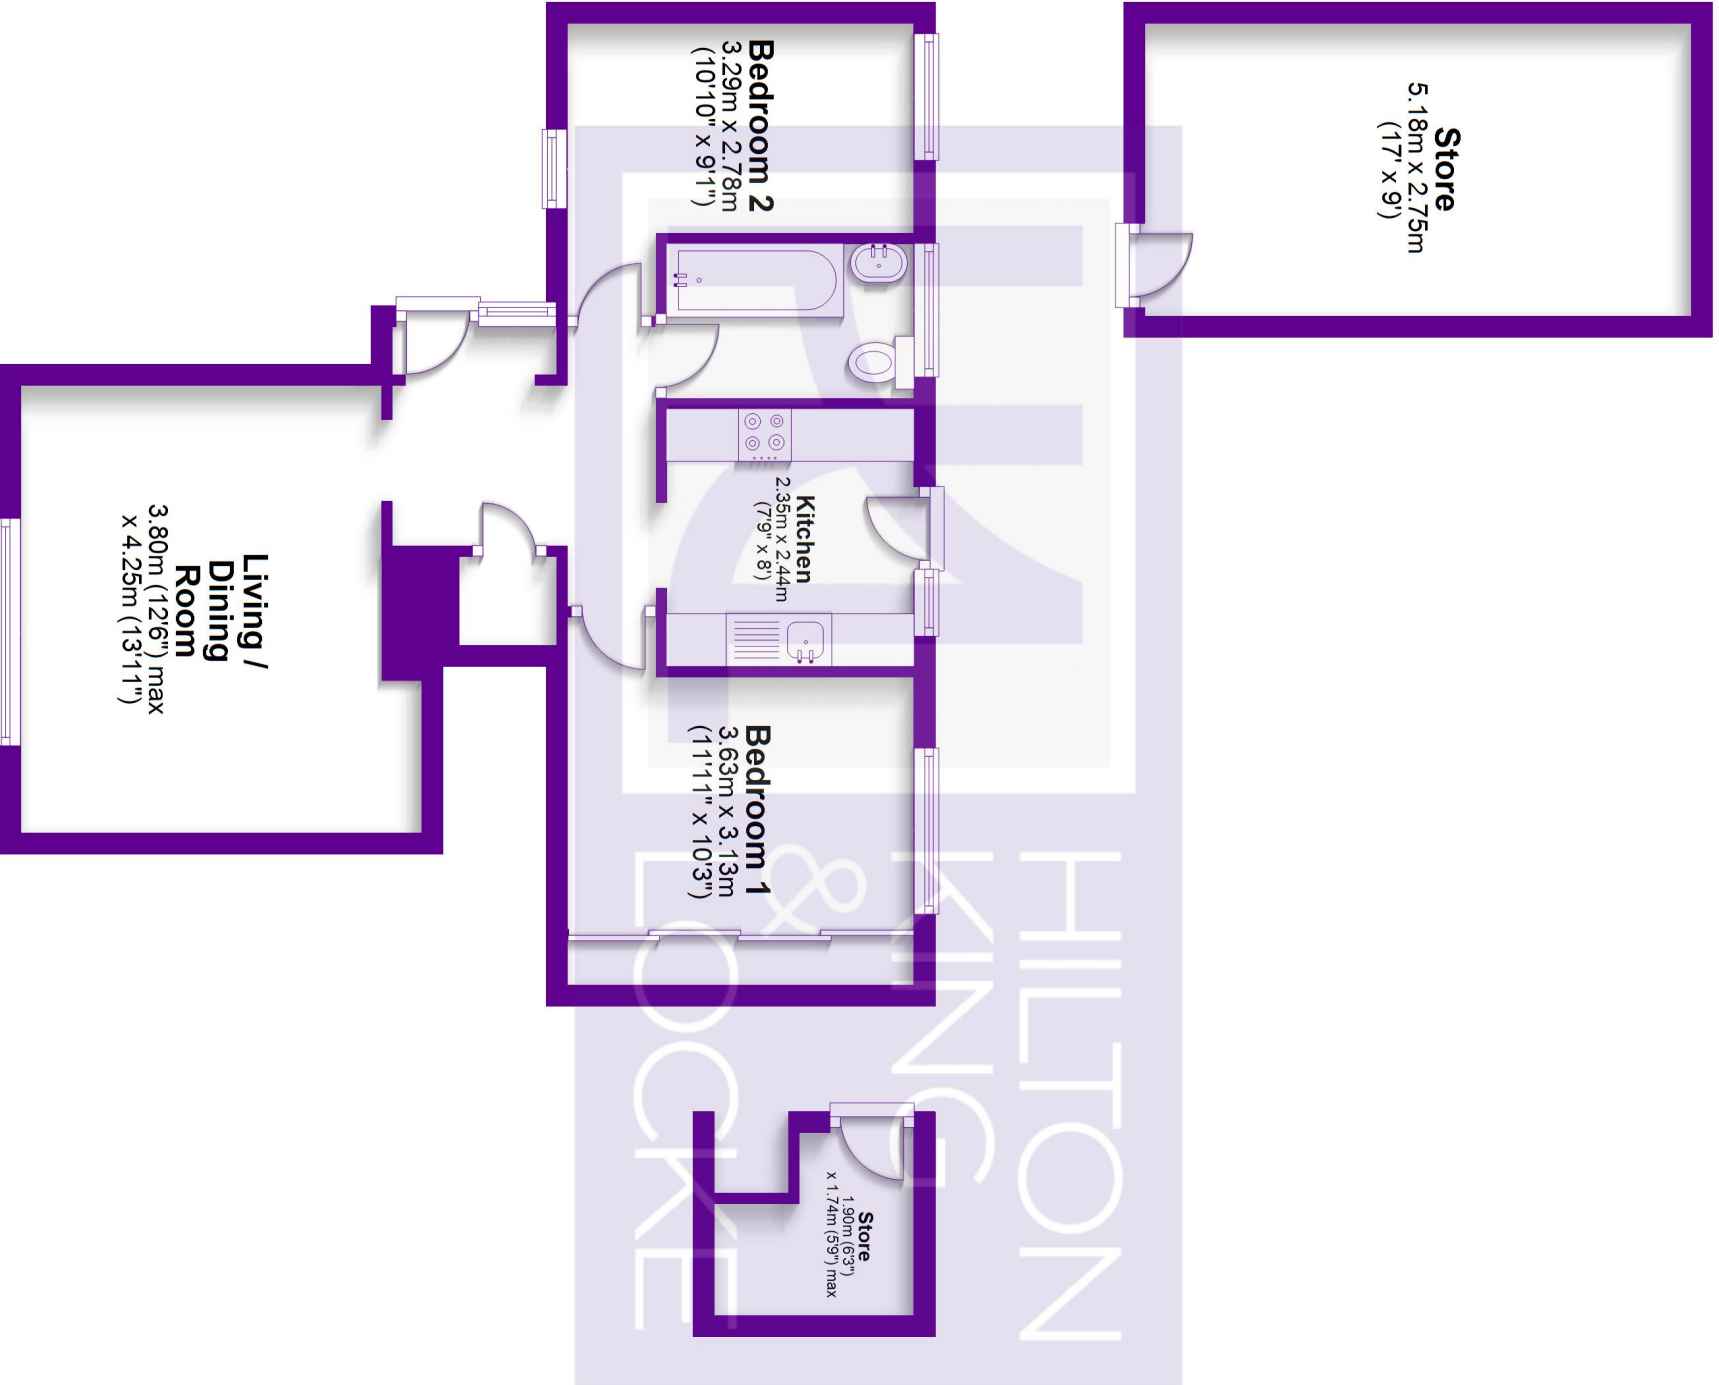 Store
5.18m x 2.75m
(17' x 9')
Bedroom 2
3.29m x 2.78m
(10'10" x 9'1")
Kitchen
2.35m x 2.44m
(7'9" x 8')
Living /
Dining
Room
3.80m (12'6") max
x 4.25m (13'11")
Bedroom 1
3.63m x 3.13m
(11'11" x 10'3")
Store
1.90m (6'3")
x 1.74m (5'9") max
HILTON
KING
&
LOCKE